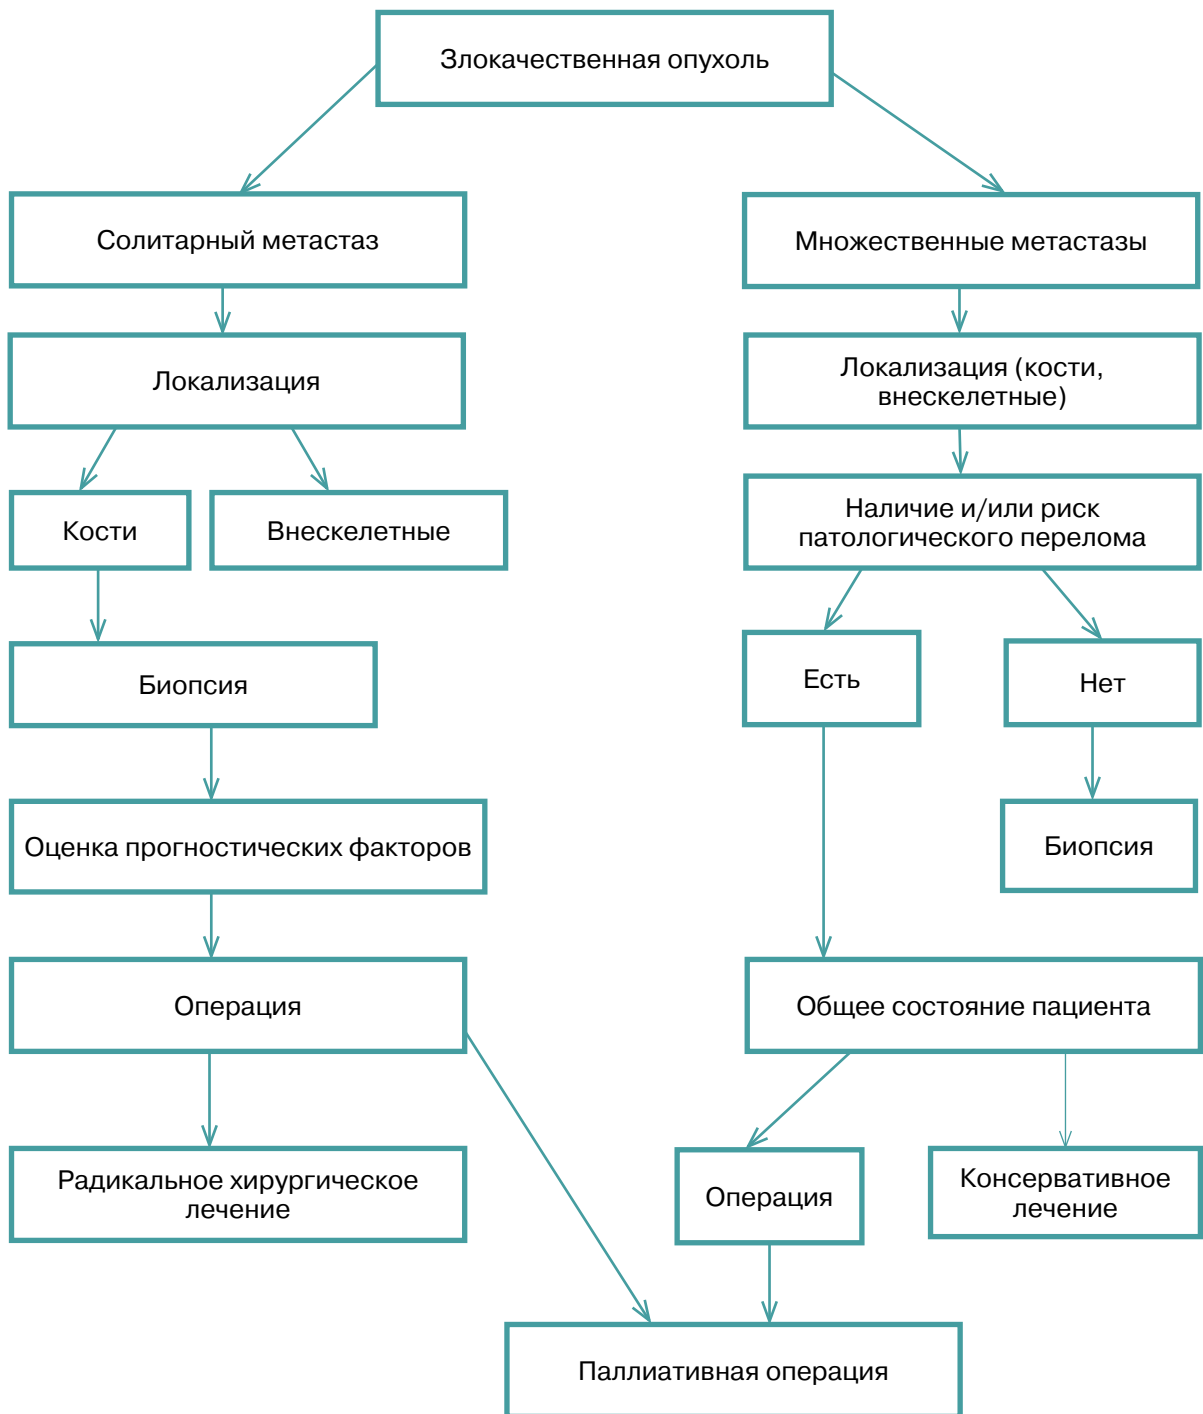 Злокачественная опухоль
Солитарный метастаз
Множественные метастазы
Локализация
Локализация (кости,
внескелетные)
Кости
Внескелетные
Наличие и/или риск
патологического перелома
Биопсия
Есть
Нет
Оценка прогностических факторов
Биопсия
Операция
Общее состояние пациента
Радикальное хирургическое
лечение
Операция
Консервативное
лечение
Паллиативная операция